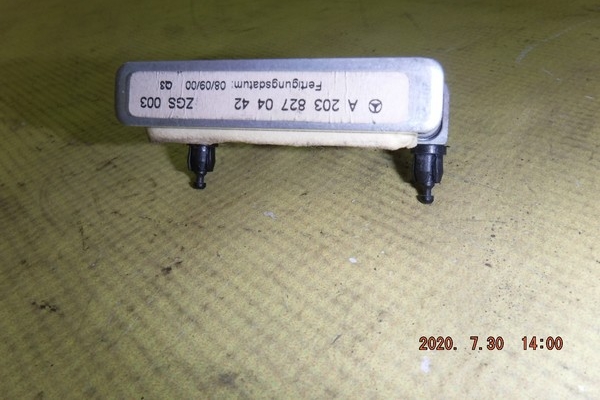 A 203 827 04 42 ZGS 003
Fertigungsdatum: 08/09/00 Q3
2020. 7.30 14:00